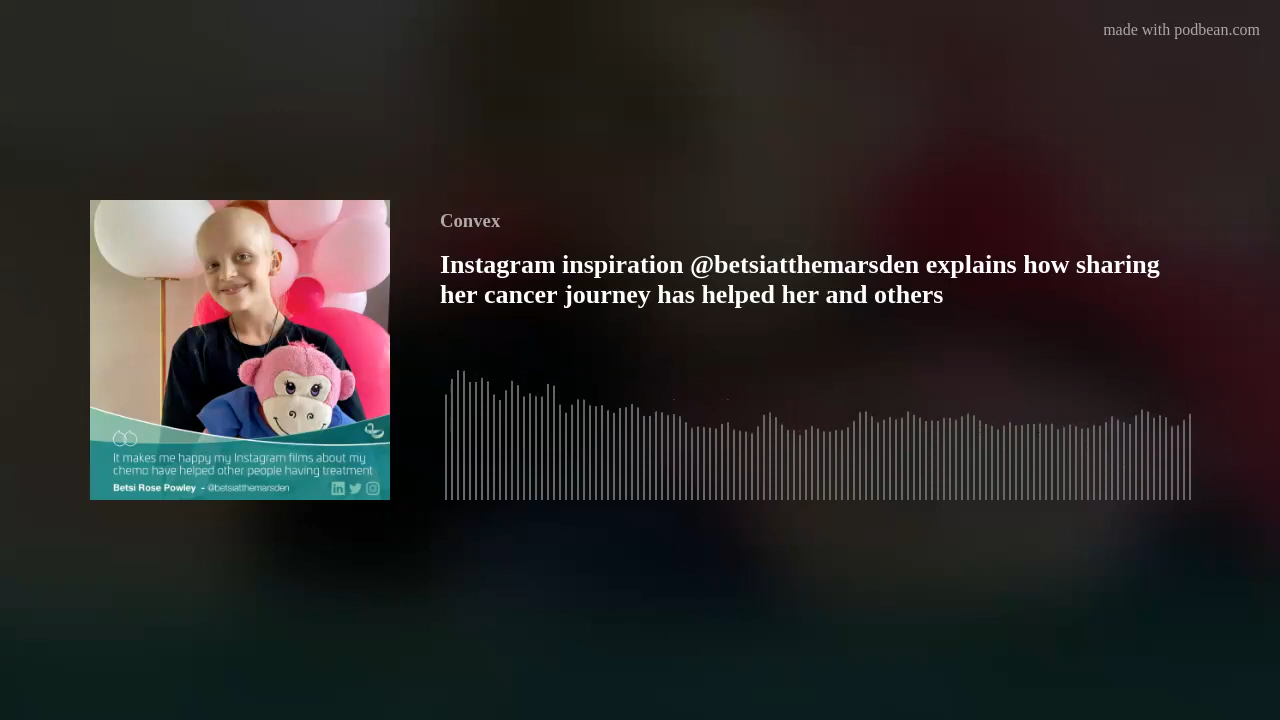 made with podbean.com
Convex
Instagram inspiration @betsiatthemarsden explains how sharing
her cancer journey has helped her and others
It makes me happy my Instagram films about my
chemo have helped other people having treatment
Betsi Rose Powley - @betsiatthemarsden